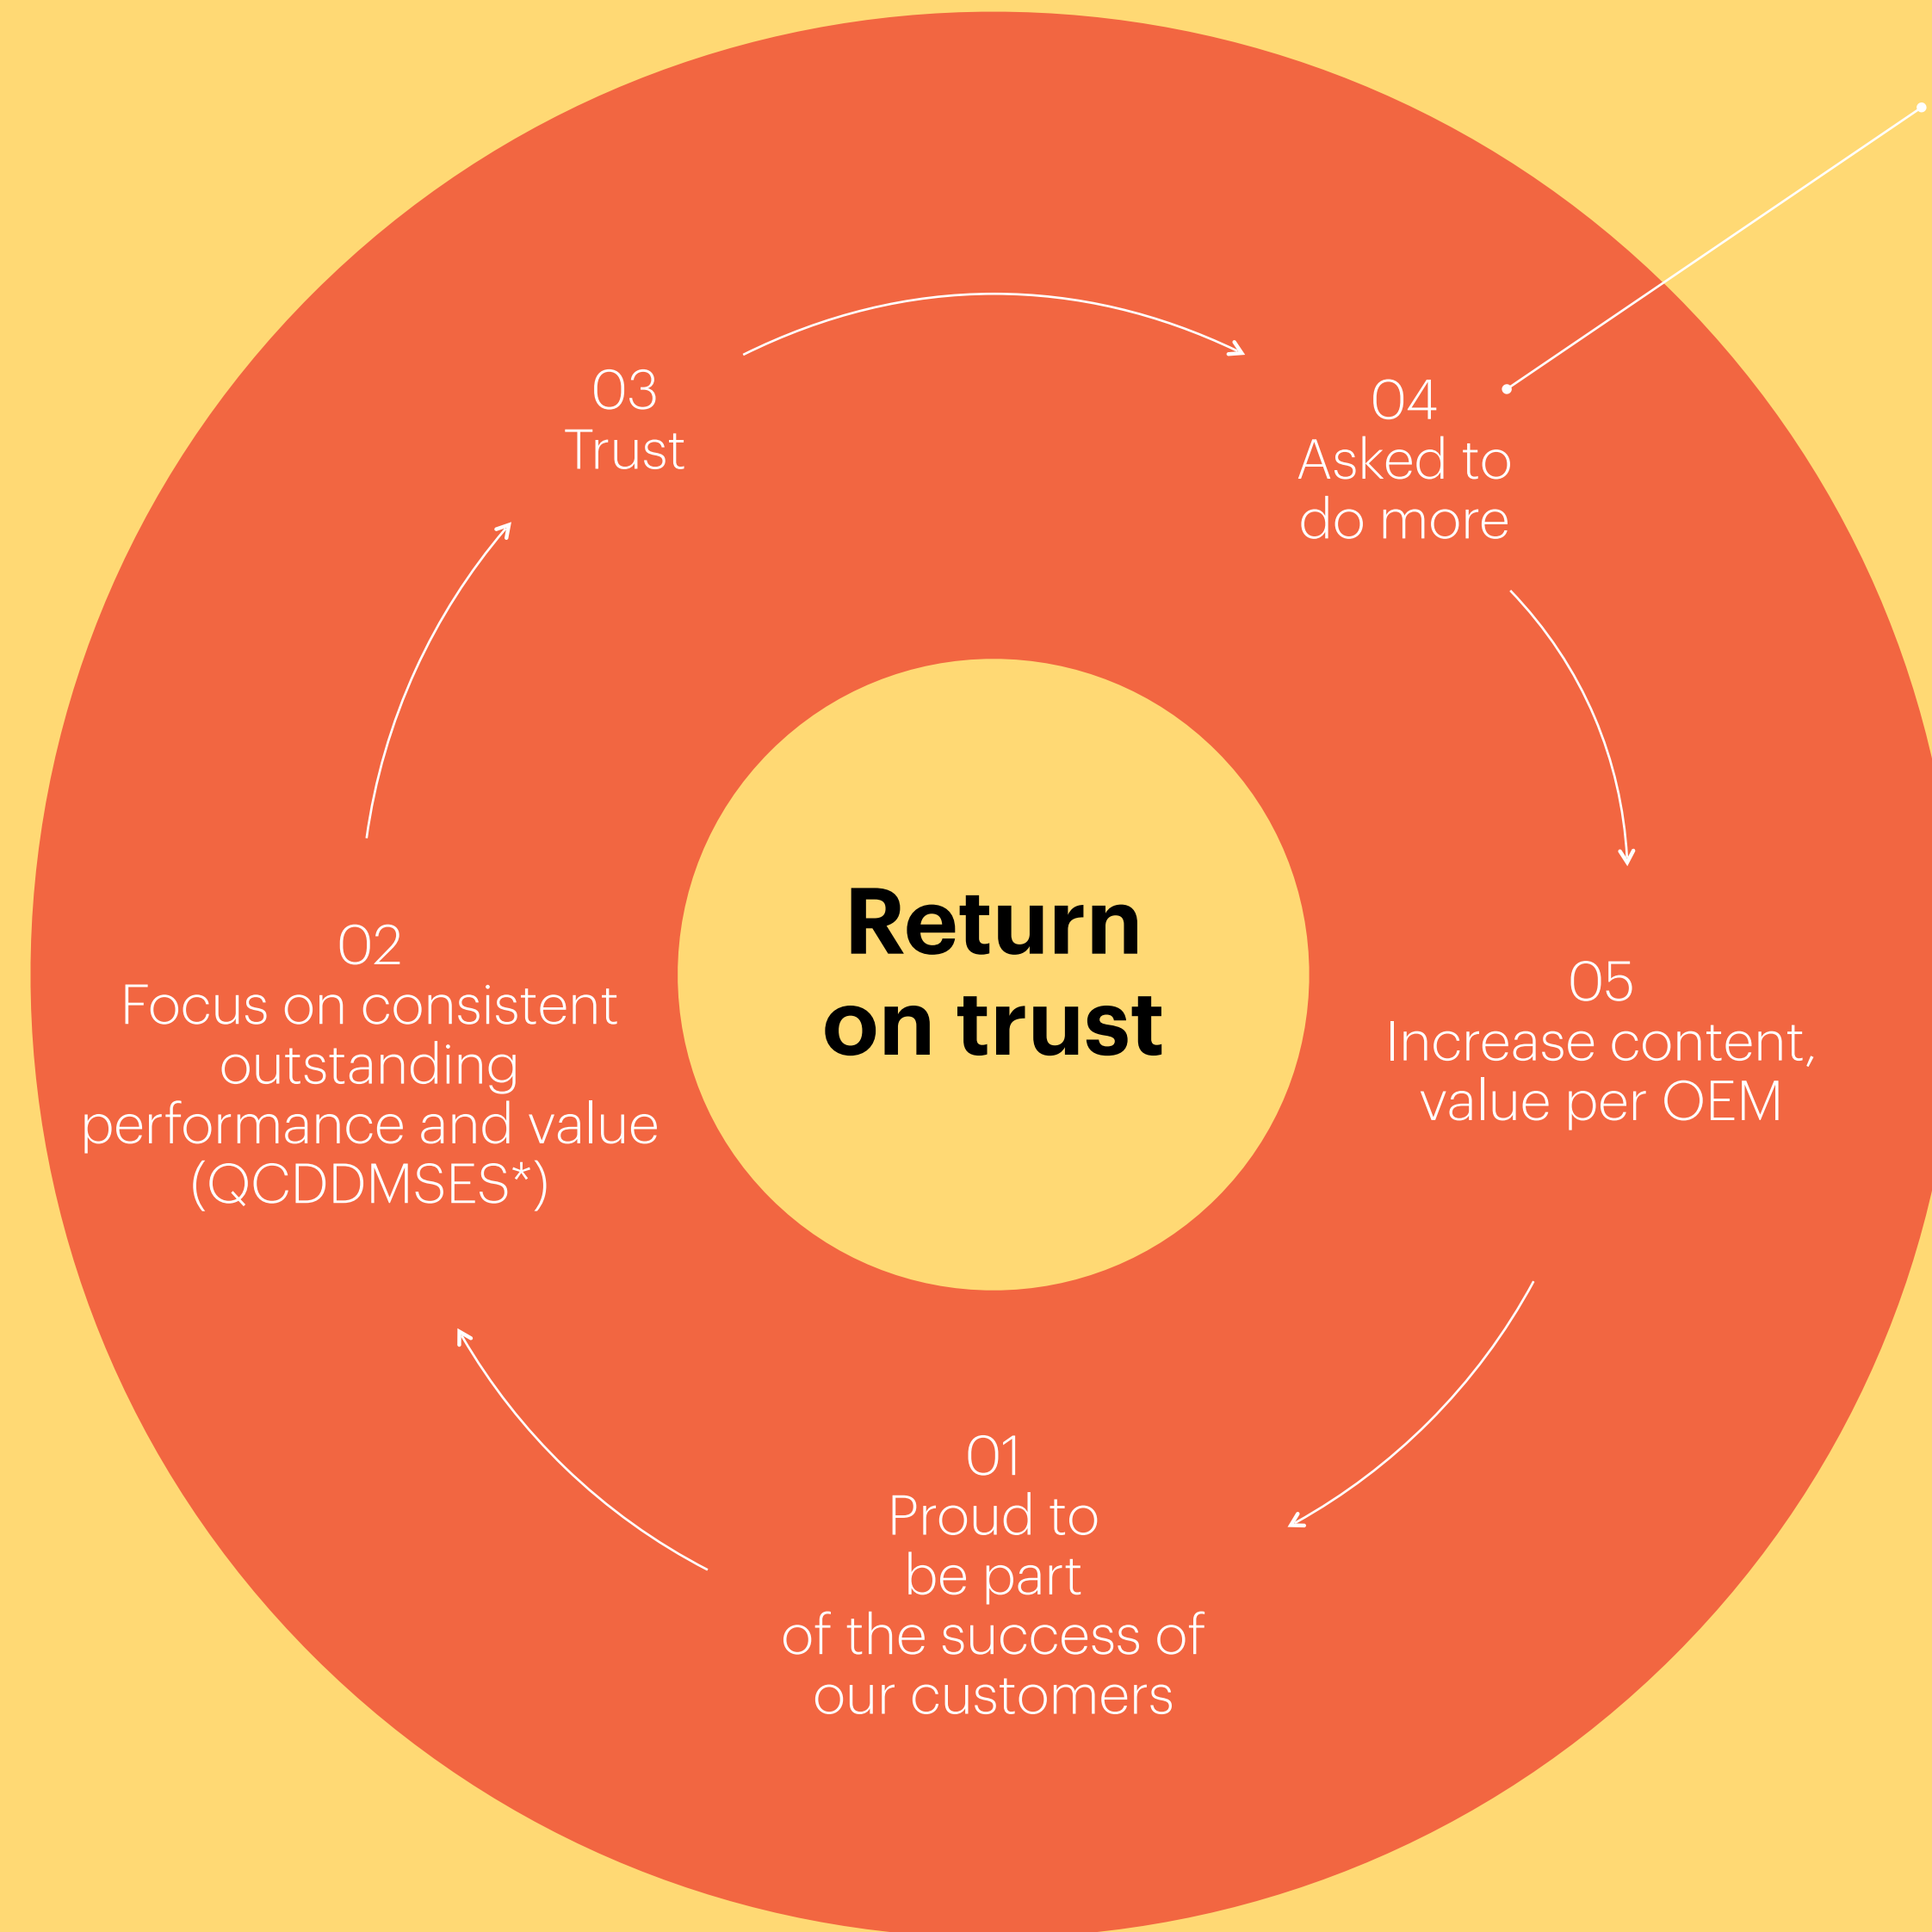 03
Trust
04
Asked to
do more
Return
on trust
02
Focus on consistent
outstanding
performance and value
(QCDDMSES*)
05
Increase content,
value per OEM
01
Proud to
be part
of the success of
our customers